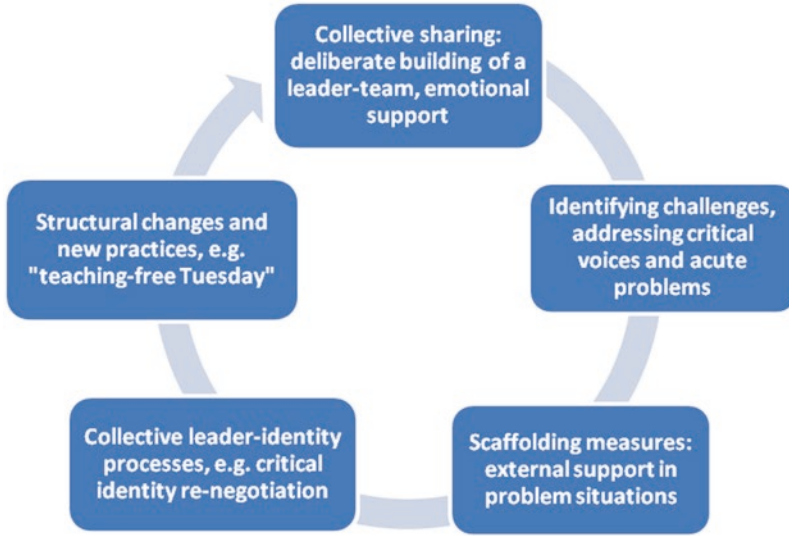 Collective sharing:
deliberate building of a
leader-team, emotional
support
Identifying challenges,
addressing critical
voices and acute
problems
Scaffolding measures:
external support in
problem situations
Collective leader-identity
processes, e.g. critical
identity re-negotiation
Structural changes and
new practices, e.g.
"teaching-free Tuesday"